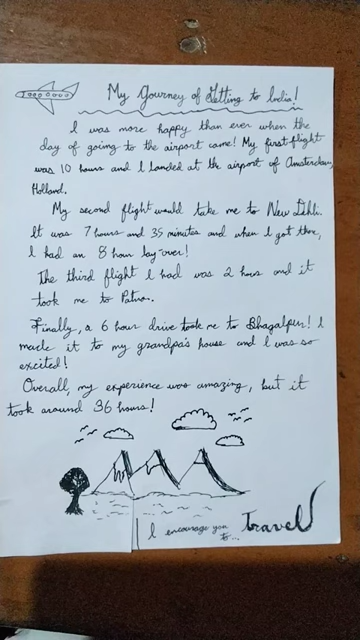 My Journey of Getting to India!
I was more happy than ever when the
day of going to the airport came! My first flight
was 10 hours and I landed at the airport of Amsterdam,
Holland.
My second flight would take me to New Delhi.
It was 7 hours and 35 minutes and when I got there,
I had an 8 hour lay-over!
The third flight I had was 2 hours and it
took me to Patna.
Finally, a 6 hour drive took me to Bhagalpur! I
made it to my grandpa's house and I was so
excited!
Overall, my experience was amazing, but it
took around 36 hours!
I encourage you
to... Travel